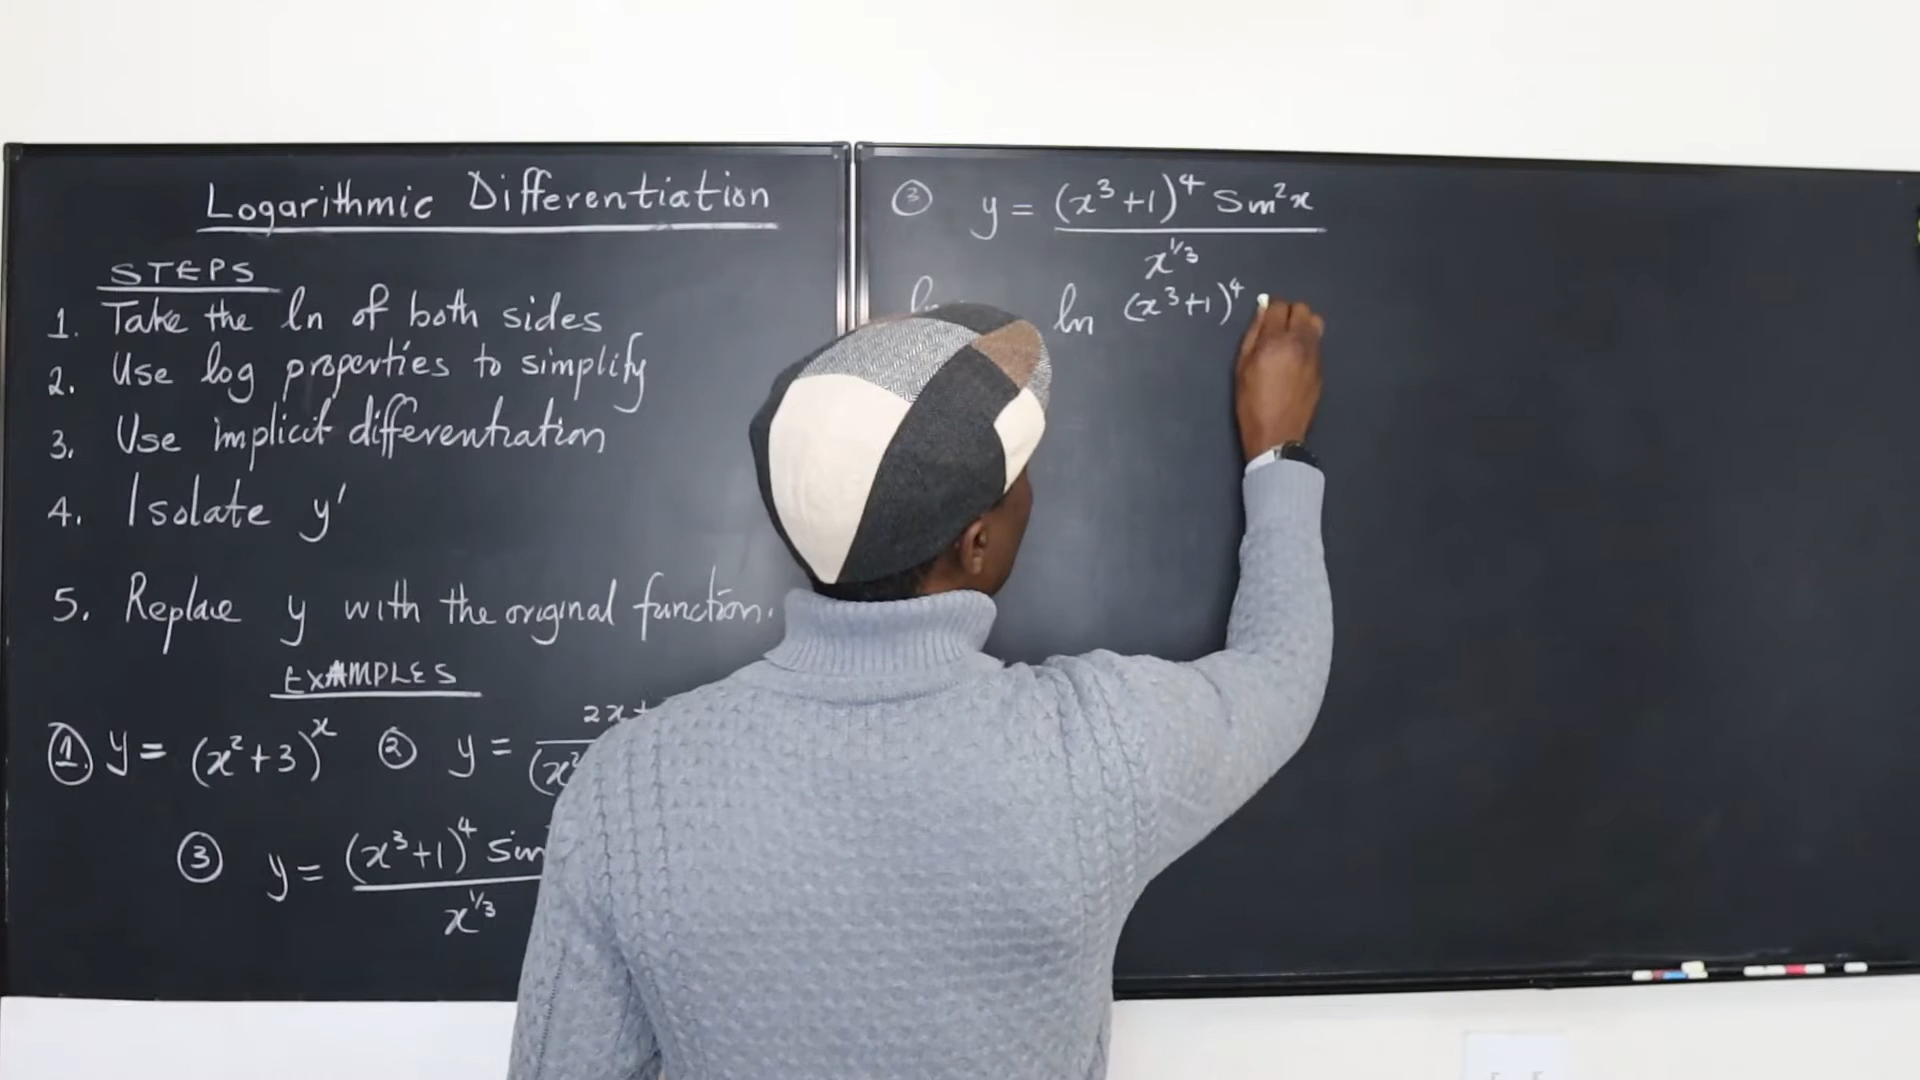 Logarithmic Differentiation
STEPS
1. Take the ln of both sides
2. Use log properties to simplify
3. Use implicit differentiation
4. Isolate y'
5. Replace y with the original function.
EXAMPLES
① y = (x²+3)^x ② y = 2x+ / (x²
③ y = (x³+1)⁴ sin / x^1/3
③ y = (x³+1)⁴ sin²x / x^1/3
ln (x³+1)⁴